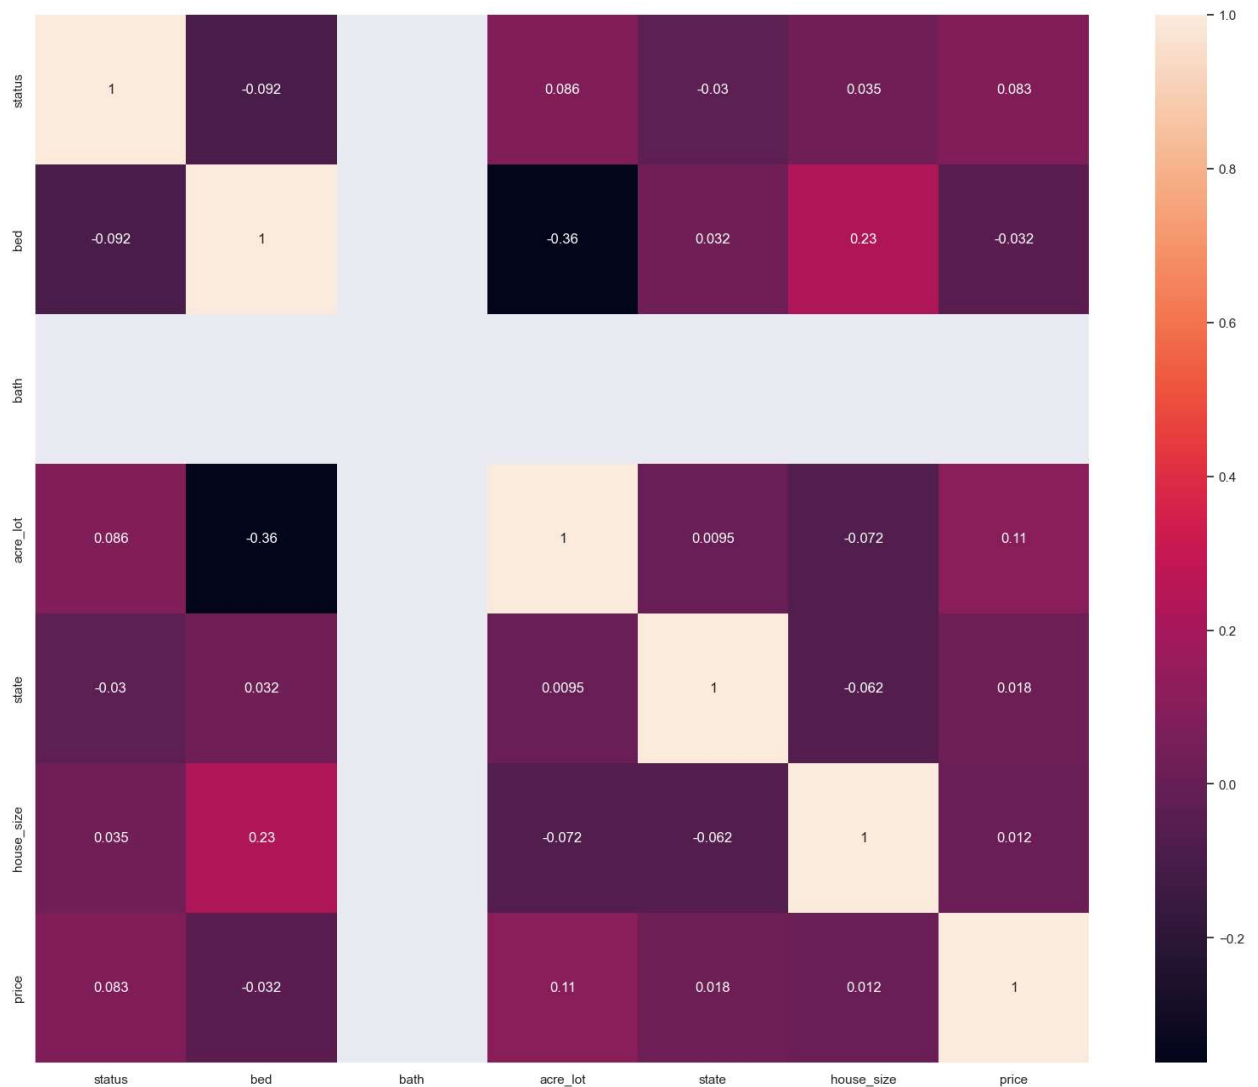 status 1 -0.092 0.086 -0.03 0.035 0.083
bed -0.092 1 -0.36 0.032 0.23 -0.032
bath
acre_lot 0.086 -0.36 1 0.0095 -0.072 0.11
state -0.03 0.032 0.0095 1 -0.062 0.018
house_size 0.035 0.23 -0.072 -0.062 1 0.012
price 0.083 -0.032 0.11 0.018 0.012 1
status bed bath acre_lot state house_size price
1.0
0.8
0.6
0.4
0.2
0.0
−0.2